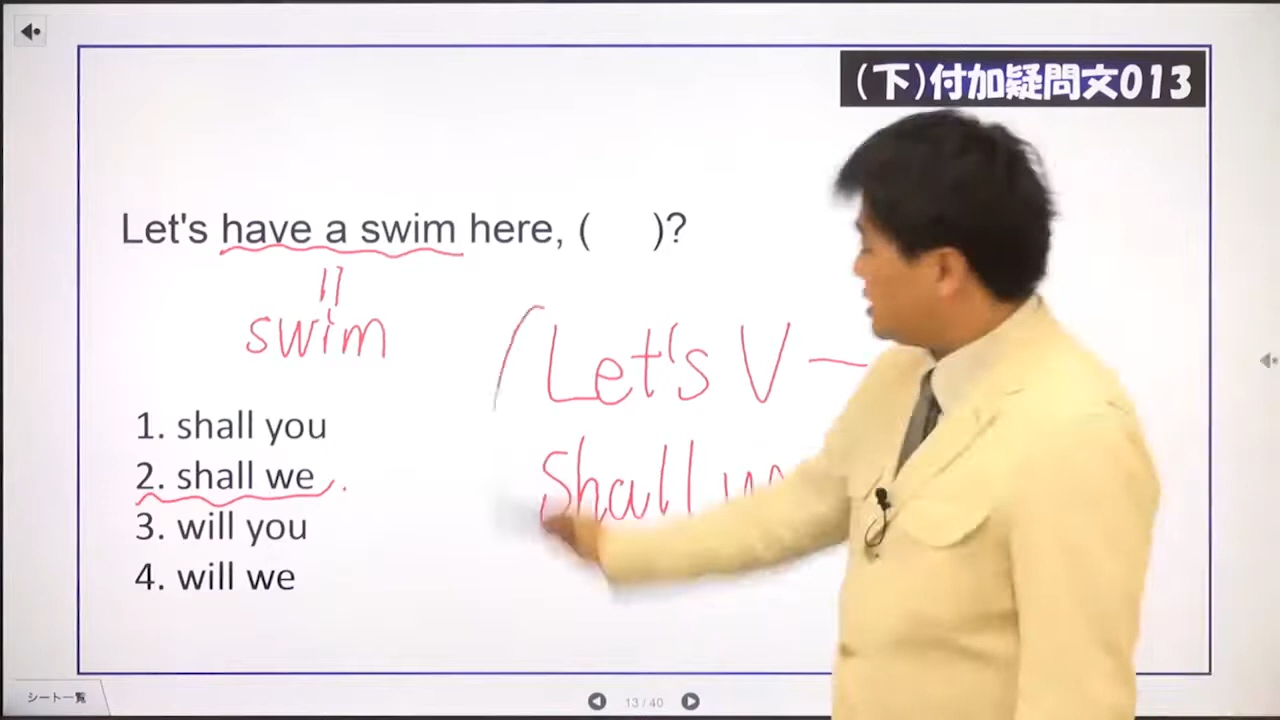 (下)付加疑問文013
Let's have a swim here, ( )?
swim
Let's V
1. shall you
2. shall we
3. will you
4. will we
Shall
シート一覧
13 / 40